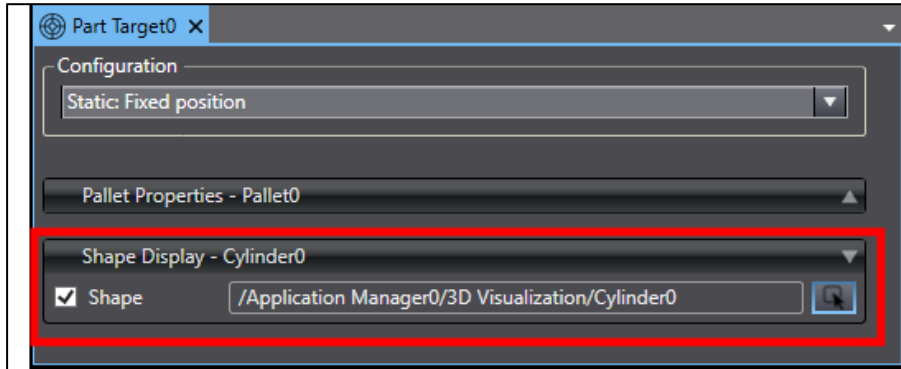 Part Target0
Configuration
Static: Fixed position
Pallet Properties - Pallet0
Shape Display - Cylinder0
Shape /Application Manager0/3D Visualization/Cylinder0